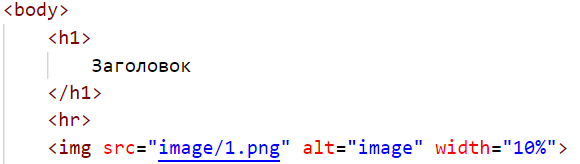 <body>
<h1>
Заголовок
</h1>
<hr>
<img src="image/1.png" alt="image" width="10%">